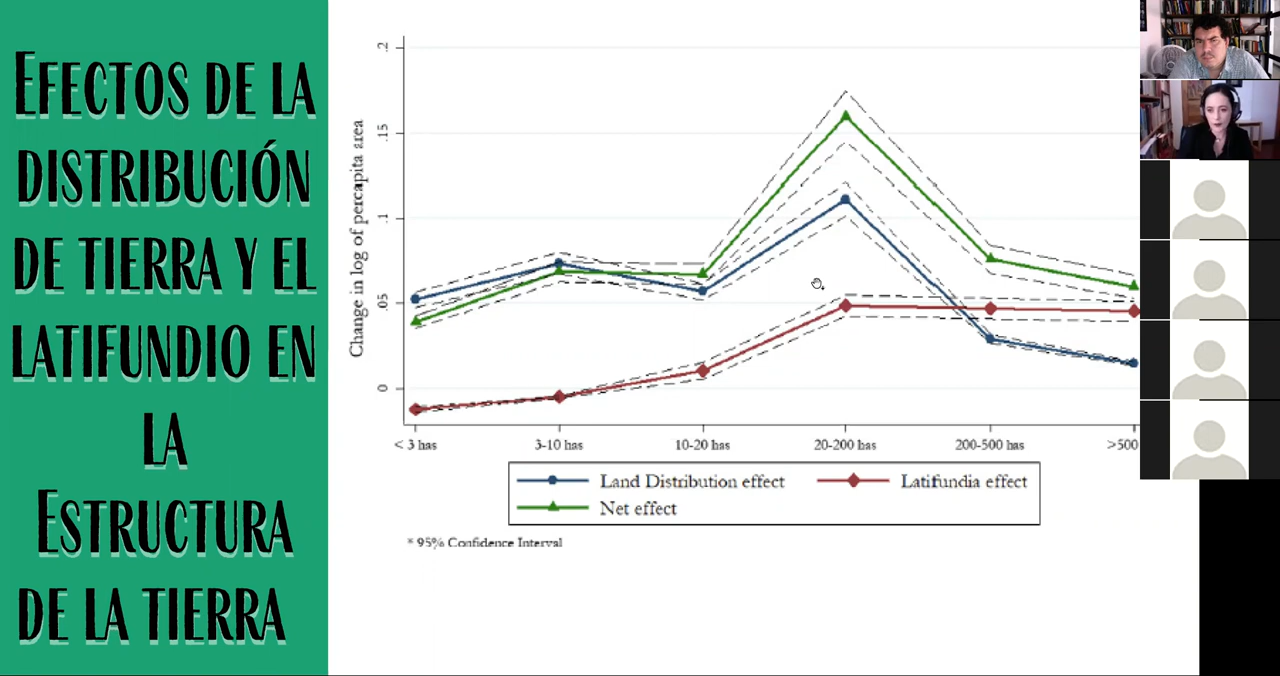 EFECTOS DE LA
DISTRIBUCIÓN
DE TIERRA Y EL
LATIFUNDIO EN
LA
ESTRUCTURA
DE LA TIERRA
Change in log of percapita area
.2
.15
.1
.05
0
< 3 has
3-10 has
10-20 has
20-200 has
200-500 has
>500
Land Distribution effect
Latifundia effect
Net effect
* 95% Confidence Interval